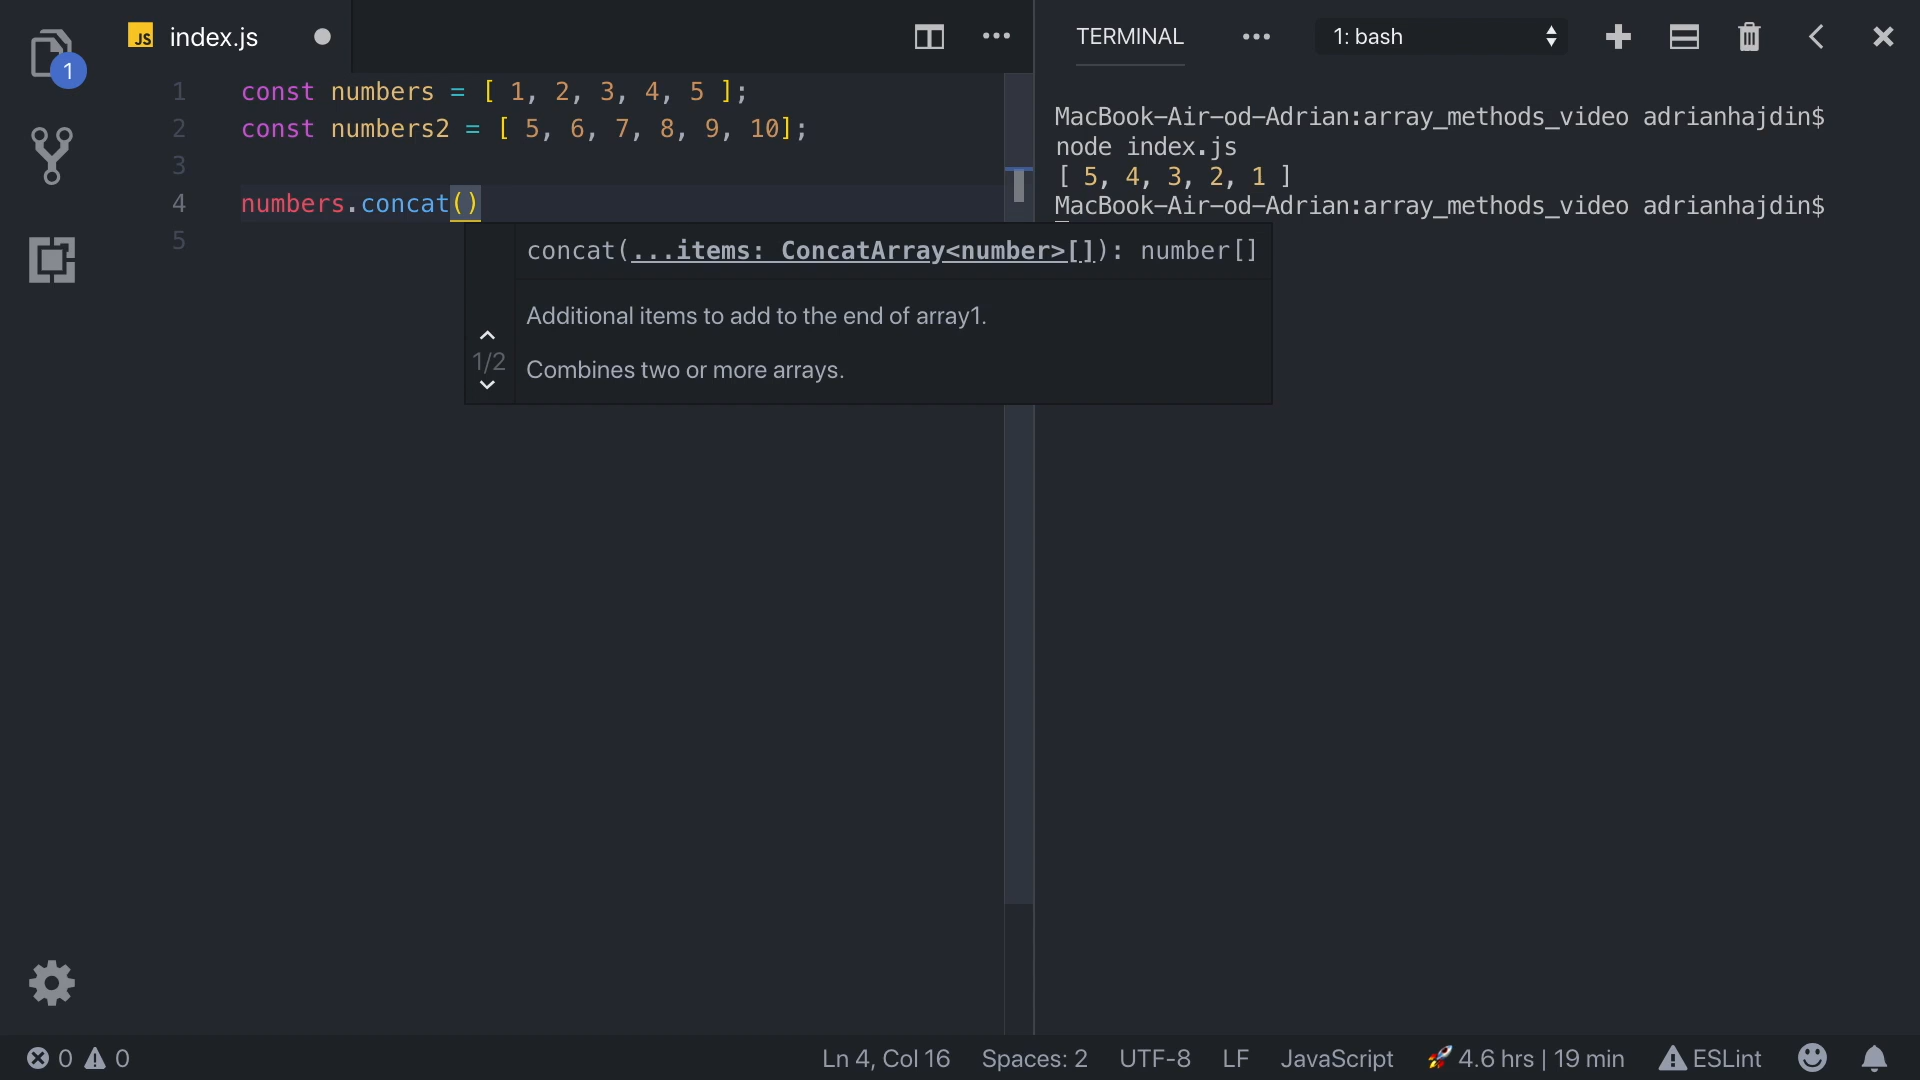 1
JS index.js
1 const numbers = [ 1, 2, 3, 4, 5 ];
2 const numbers2 = [ 5, 6, 7, 8, 9, 10];
3
4 numbers.concat()
5
concat(...items: ConcatArray<number>[]): number[]
Additional items to add to the end of array1.
1/2
Combines two or more arrays.
TERMINAL
1: bash
MacBook-Air-od-Adrian:array_methods_video adrianhajdin$
node index.js
[ 5, 4, 3, 2, 1 ]
MacBook-Air-od-Adrian:array_methods_video adrianhajdin$
0 0 Ln 4, Col 16 Spaces: 2 UTF-8 LF JavaScript 🚀 4.6 hrs | 19 min ESLint